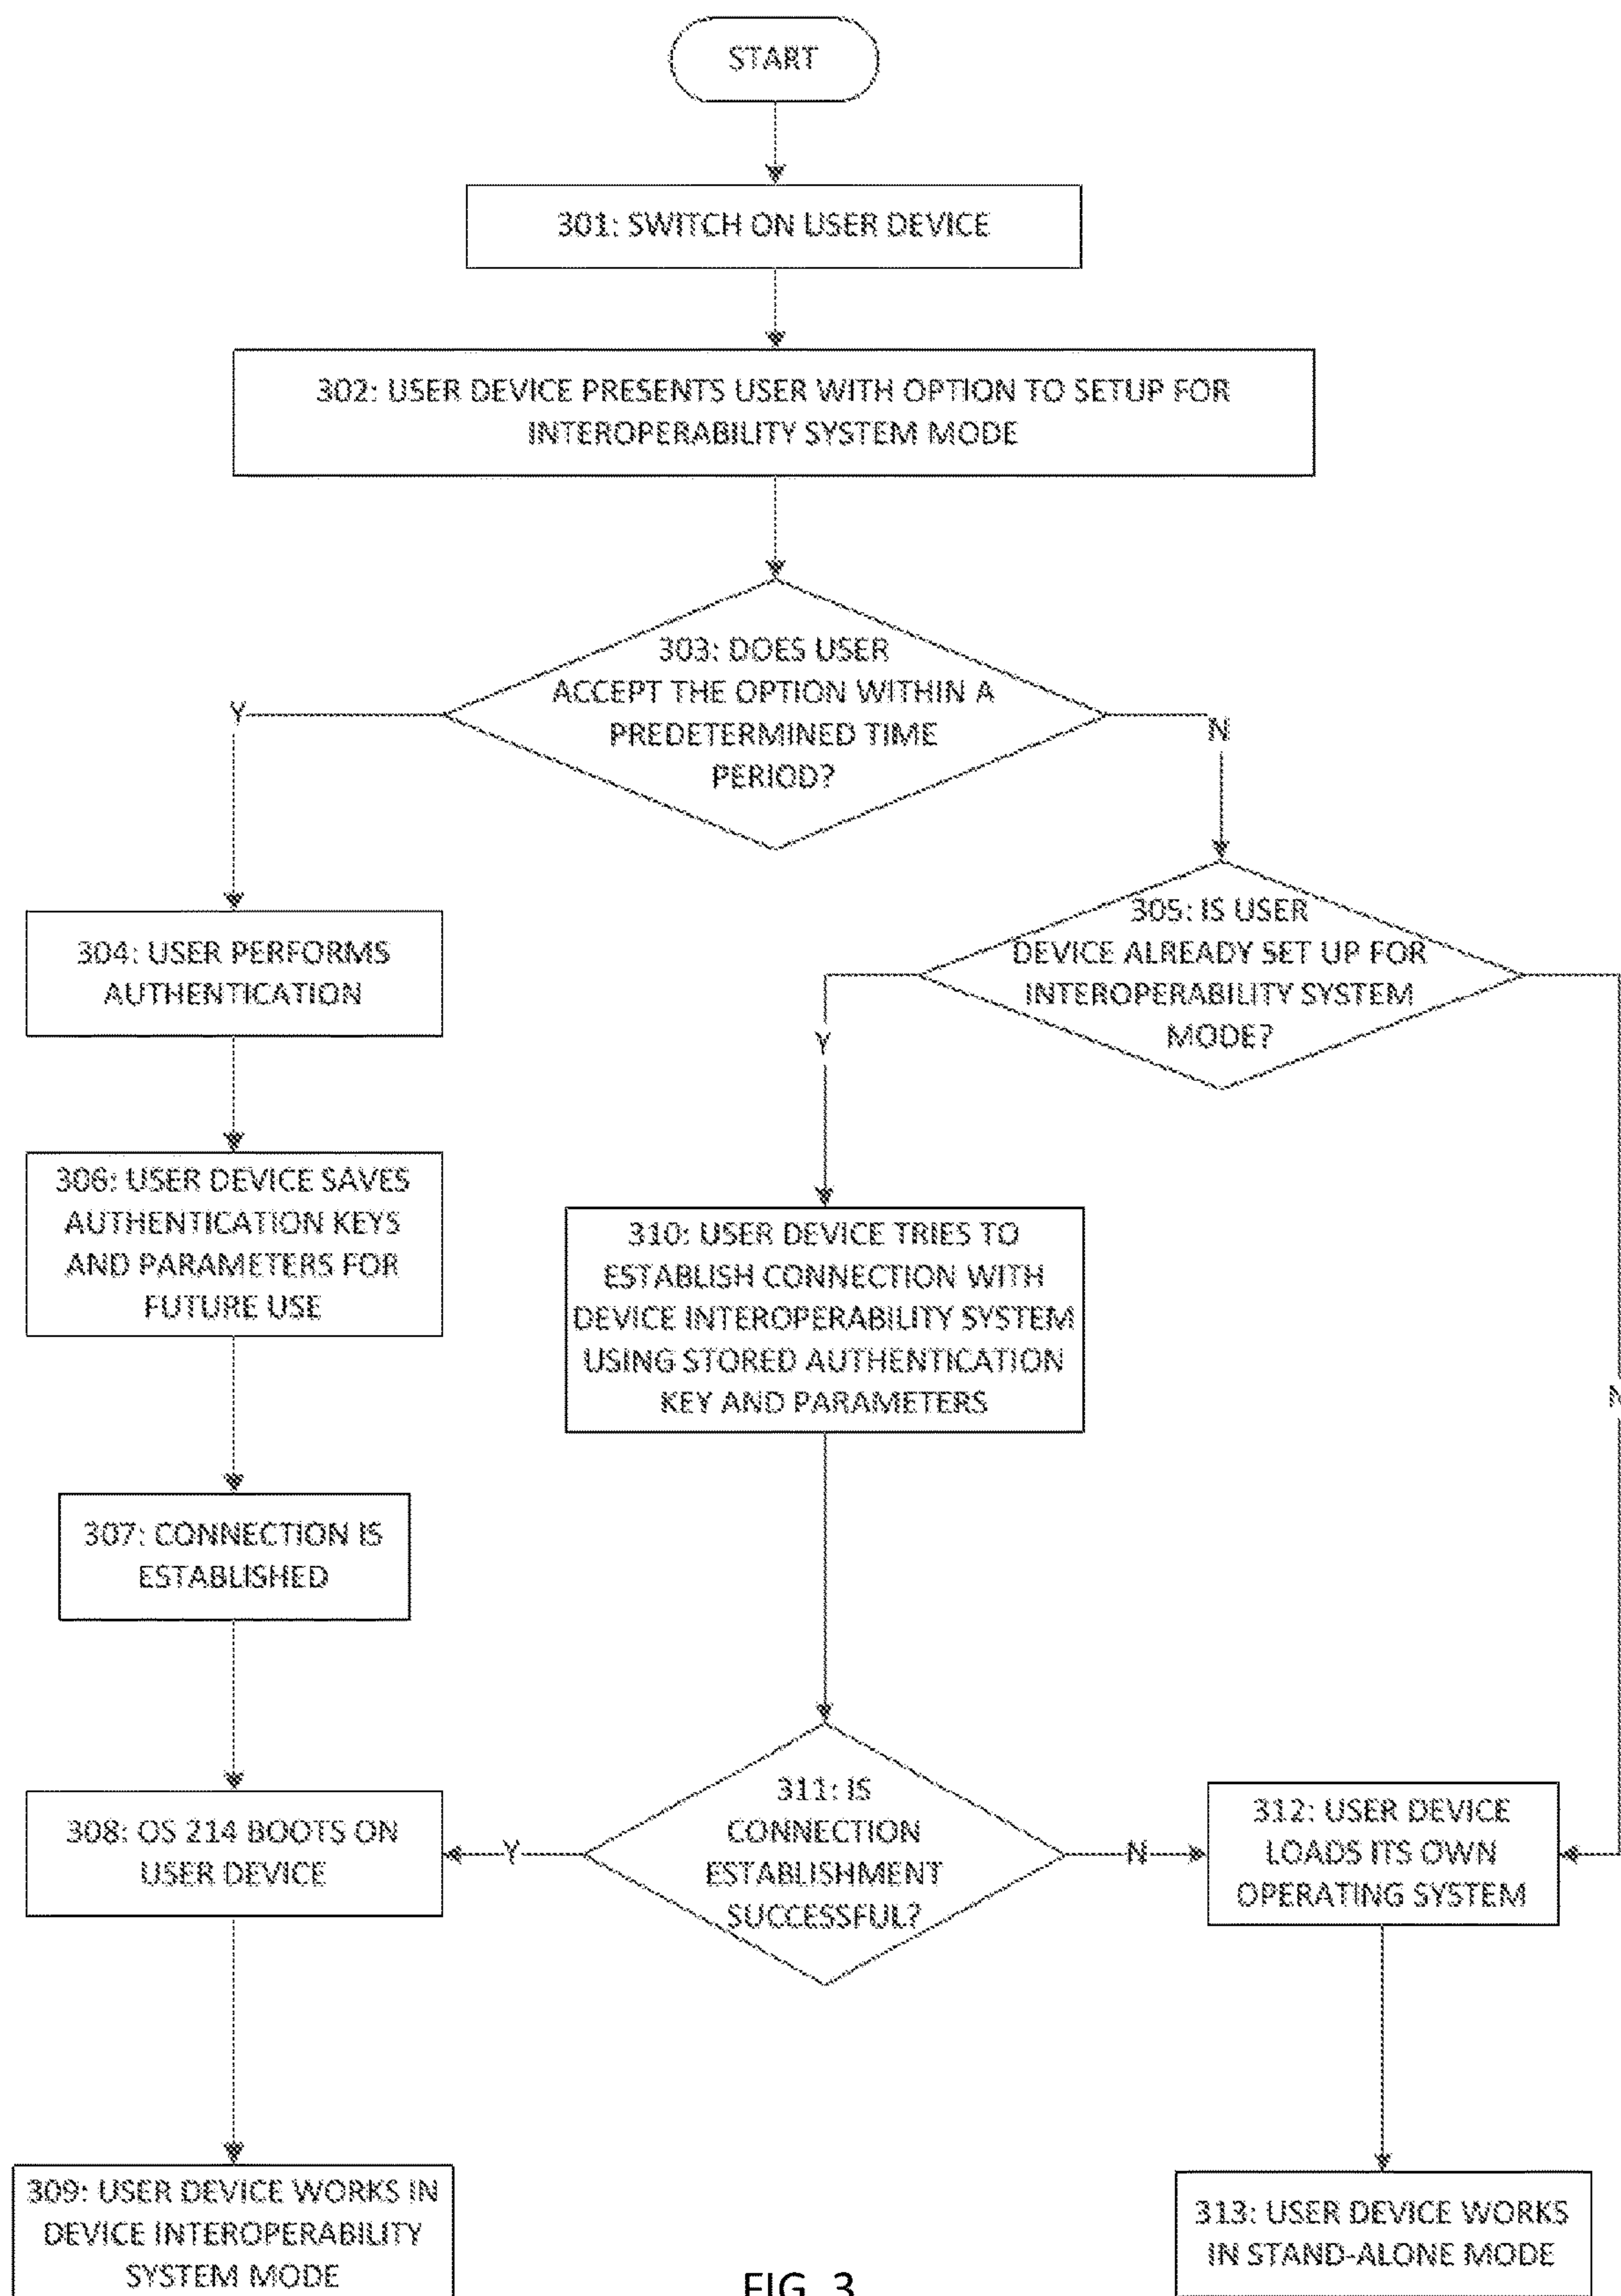 START
301: SWITCH ON USER DEVICE
302: USER DEVICE PRESENTS USER WITH OPTION TO SETUP FOR
INTEROPERABILITY SYSTEM MODE
303: DOES USER
ACCEPT THE OPTION WITHIN A
PREDETERMINED TIME
PERIOD?
Y
N
304: USER PERFORMS
AUTHENTICATION
305: IS USER
DEVICE ALREADY SET UP FOR
INTEROPERABILITY SYSTEM
MODE?
Y
N
306: USER DEVICE SAVES
AUTHENTICATION KEYS
AND PARAMETERS FOR
FUTURE USE
310: USER DEVICE TRIES TO
ESTABLISH CONNECTION WITH
DEVICE INTEROPERABILITY SYSTEM
USING STORED AUTHENTICATION
KEY AND PARAMETERS
307: CONNECTION IS
ESTABLISHED
308: OS 214 BOOTS ON
USER DEVICE
Y
311: IS
CONNECTION
ESTABLISHMENT
SUCCESSFUL?
N
312: USER DEVICE
LOADS ITS OWN
OPERATING SYSTEM
309: USER DEVICE WORKS IN
DEVICE INTEROPERABILITY
SYSTEM MODE
313: USER DEVICE WORKS
IN STAND-ALONE MODE
FIG. 3